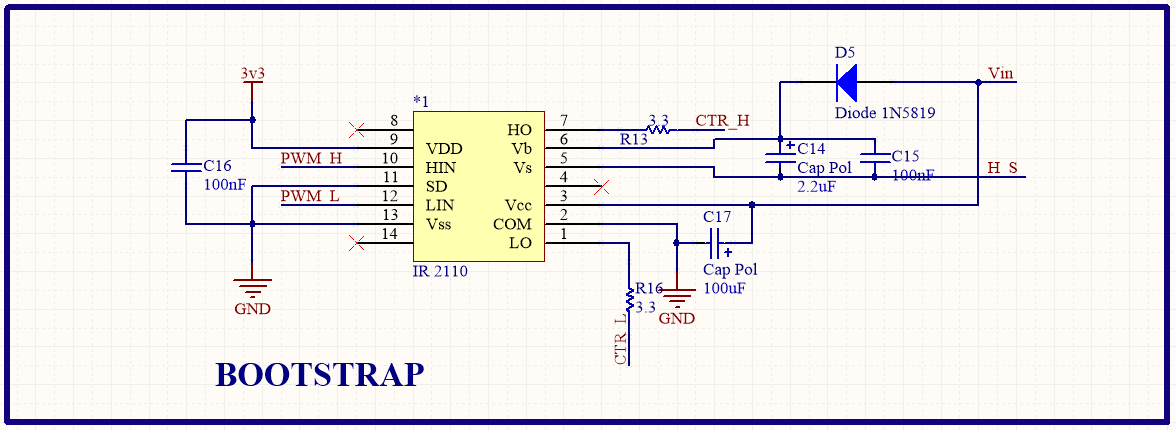 D5
3v3
Vin
*1
Diode 1N5819
8
9
10
11
12
13
14
VDD
HIN
SD
LIN
Vss
HO
Vb
Vs
Vcc
COM
LO
7
6
5
4
3
2
1
3.3
CTR_H
R13
C16
100nF
PWM_H
PWM_L
C14
Cap Pol
2.2uF
C15
100nF
H_S
C17
Cap Pol
100uF
IR 2110
R16
3.3
GND
GND
CTR_L
BOOTSTRAP